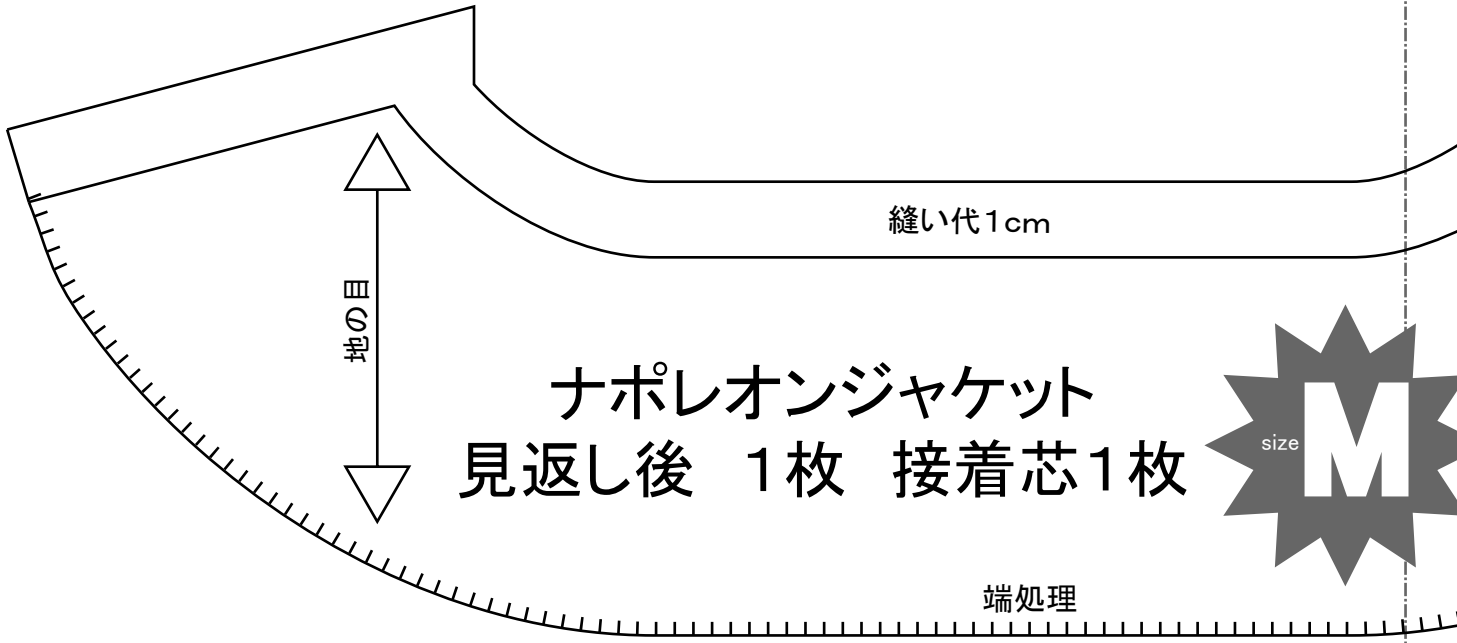 縫い代1cm
地の目
ナポレオンジャケット
見返し後　1枚　接着芯1枚
size M
端処理